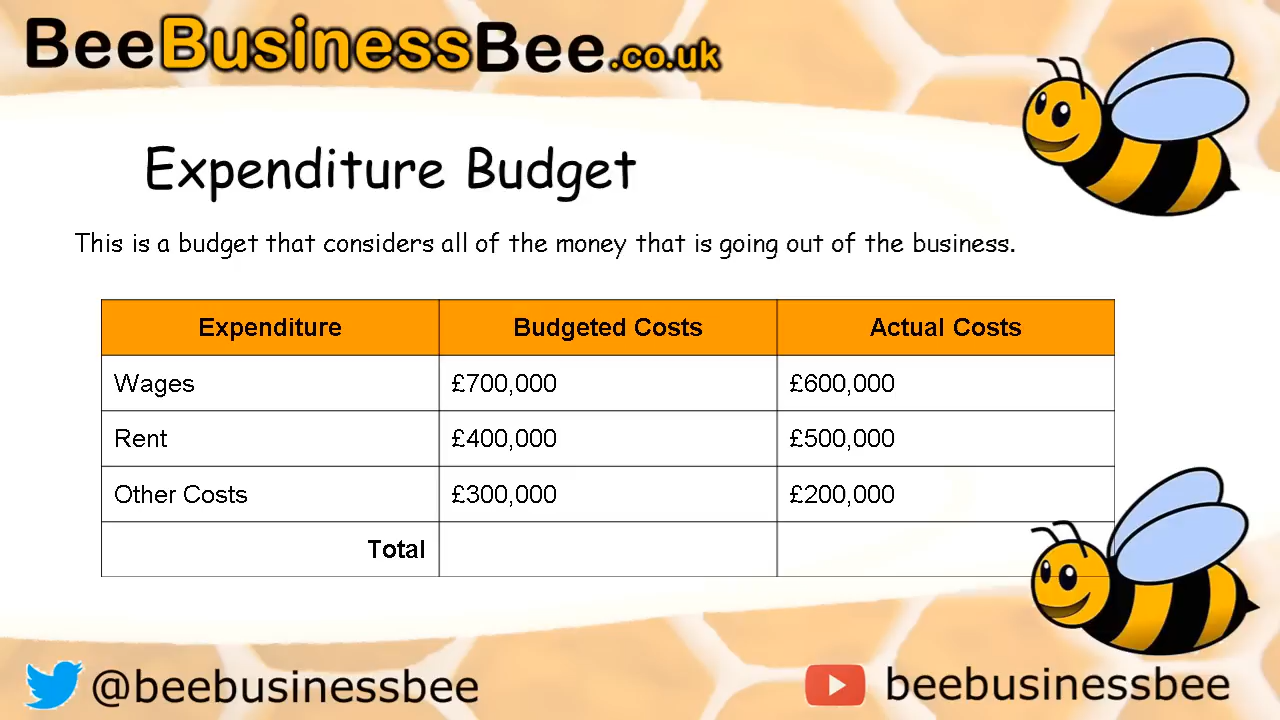 BeeBusinessBee.co.uk
Expenditure Budget
This is a budget that considers all of the money that is going out of the business.
Expenditure Budgeted Costs Actual Costs
Wages £700,000 £600,000
Rent £400,000 £500,000
Other Costs £300,000 £200,000
Total
@beebusinessbee beebusinessbee